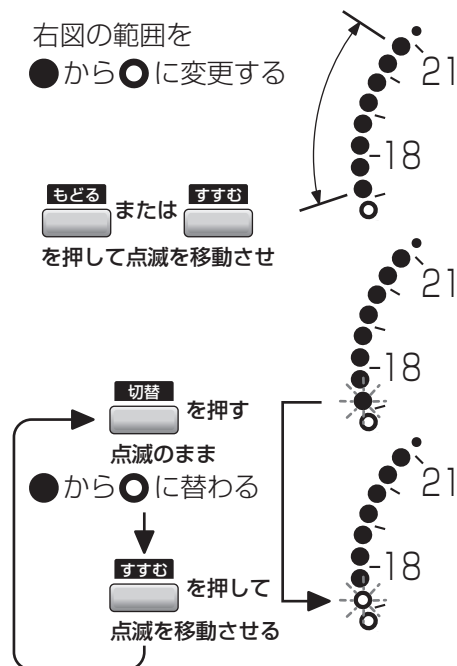 右図の範囲を
●から○に変更する
21
-18
もどる または すすむ
を押して点滅を移動させ
21
-18
切替 を押す
点滅のまま
●から○に替わる
21
-18
すすむ を押して
点滅を移動させる